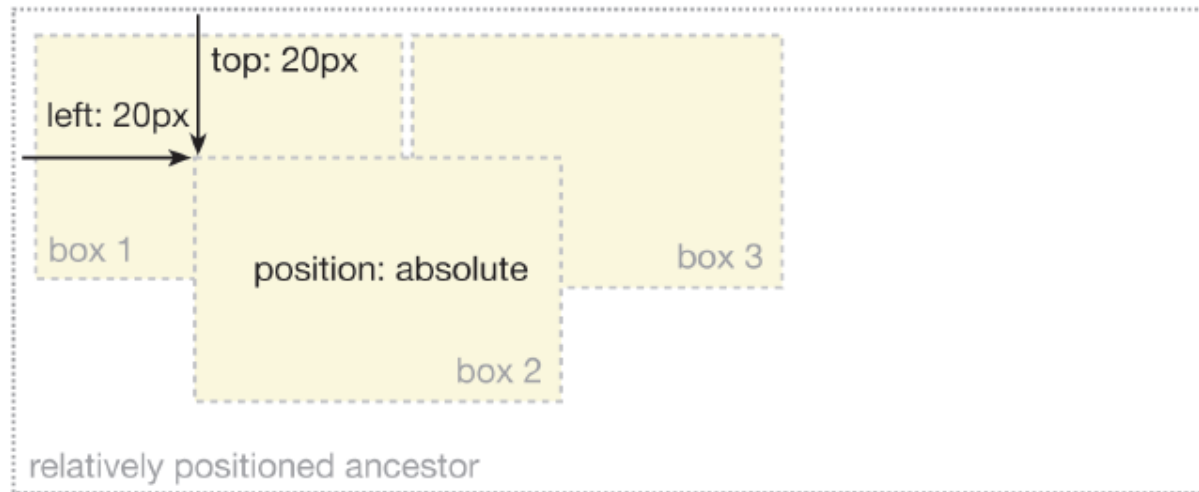 top: 20px
left: 20px
box 1
position: absolute
box 3
box 2
relatively positioned ancestor